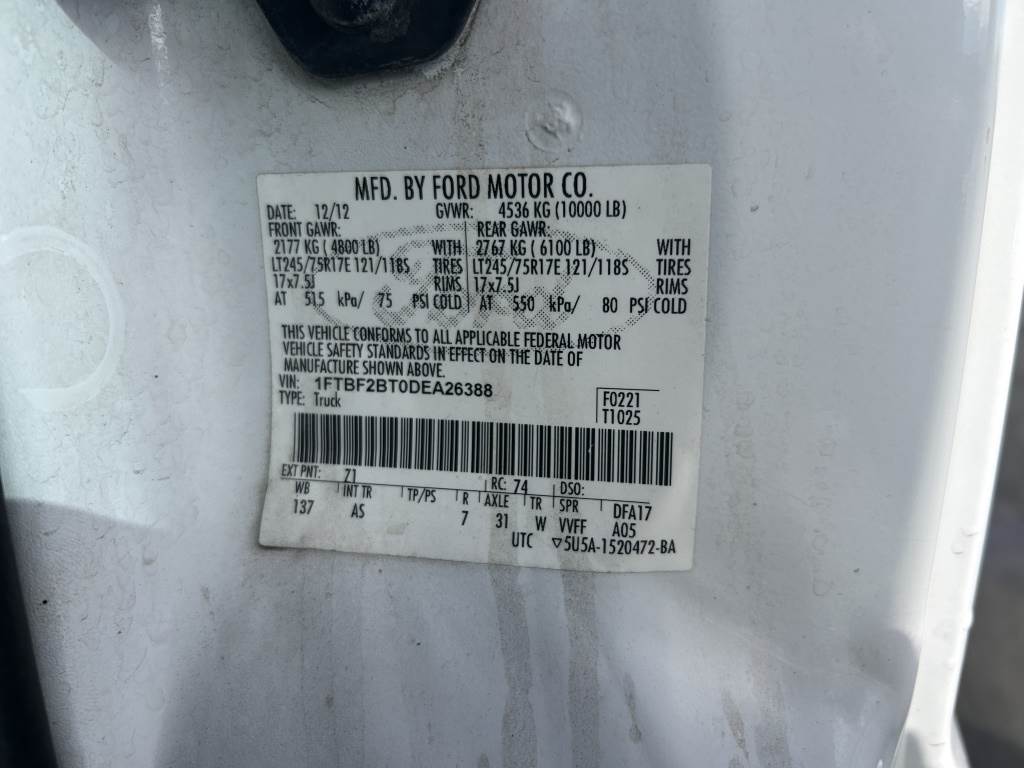 MFD. BY FORD MOTOR CO.
DATE: 12/12 GVWR: 4536 KG (10000 LB)
FRONT GAWR: REAR GAWR:
2177 KG ( 4800 LB) WITH 2767 KG ( 6100 LB) WITH
LT245/75R17E 121/118S TIRES LT245/75R17E 121/118S TIRES
17x7.5J RIMS 17x7.5J RIMS
AT 515 kPa/ 75 PSI COLD AT 550 kPa/ 80 PSI COLD
THIS VEHICLE CONFORMS TO ALL APPLICABLE FEDERAL MOTOR
VEHICLE SAFETY STANDARDS IN EFFECT ON THE DATE OF
MANUFACTURE SHOWN ABOVE.
VIN: 1FTBF2BT0DEA26388
TYPE: Truck
F0221
T1025
EXT PNT: 71 RC: 74 DSO:
WB INT TR TP/PS R AXLE TR SPR DFA17
137 AS 7 31 W VVFF A05
UTC ▽5U5A-1520472-BA